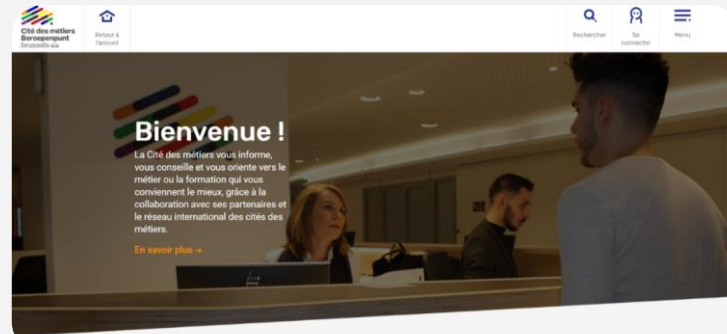 Cité des métiers
Beroepenpunt
.brussels
Retour à
l'accueil
Rechercher
Se
connecter
Menu
Bienvenue !
La Cité des métiers vous informe,
vous conseille et vous oriente vers le
métier ou la formation qui vous
conviennent le mieux, grâce à la
collaboration avec ses partenaires et
le réseau international des cités des
métiers.
En savoir plus →